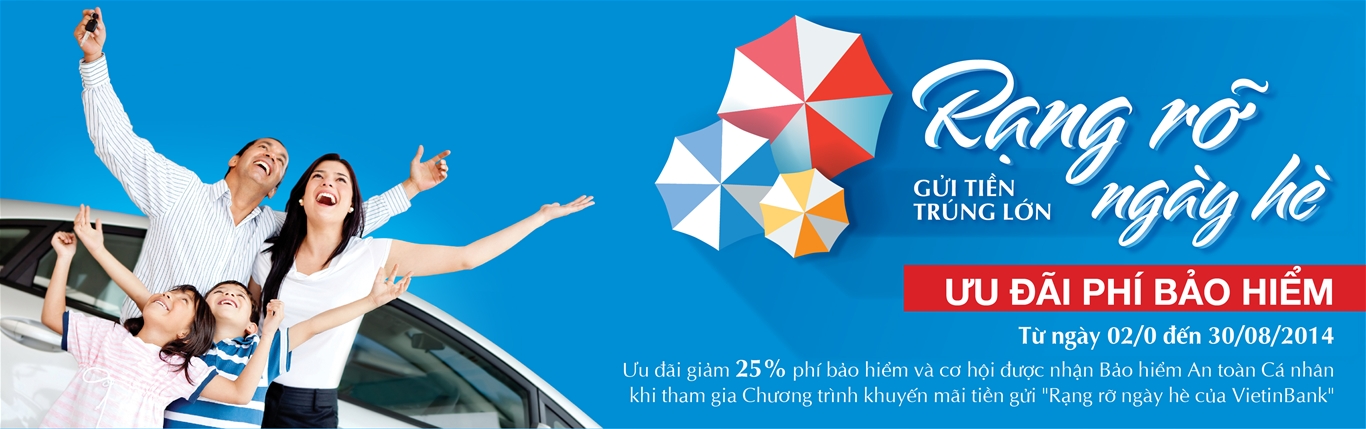 Rạng rỡ
ngày hè
GỬI TIỀN
TRÚNG LỚN
ƯU ĐÃI PHÍ BẢO HIỂM
Từ ngày 02/0 đến 30/08/2014
Ưu đãi giảm 25% phí bảo hiểm và cơ hội được nhận Bảo hiểm An toàn Cá nhân
khi tham gia Chương trình khuyến mãi tiền gửi "Rạng rỡ ngày hè của VietinBank"